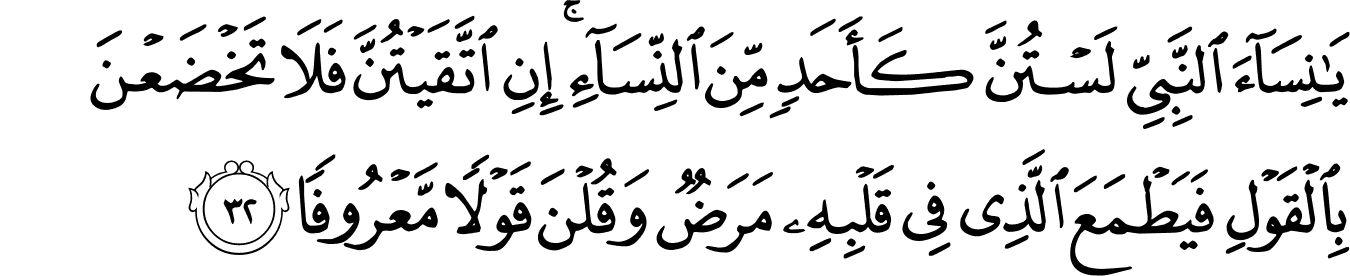 يَـٰنِسَآءَ ٱلنَّبِىِّ لَسْتُنَّ كَأَحَدٍ مِّنَ ٱلنِّسَآءِ ۚ إِنِ ٱتَّقَيْتُنَّ فَلَا تَخْضَعْنَ
بِٱلْقَوْلِ فَيَطْمَعَ ٱلَّذِى فِى قَلْبِهِۦ مَرَضٌ وَقُلْنَ قَوْلًا مَّعْرُوفًا ٣٢